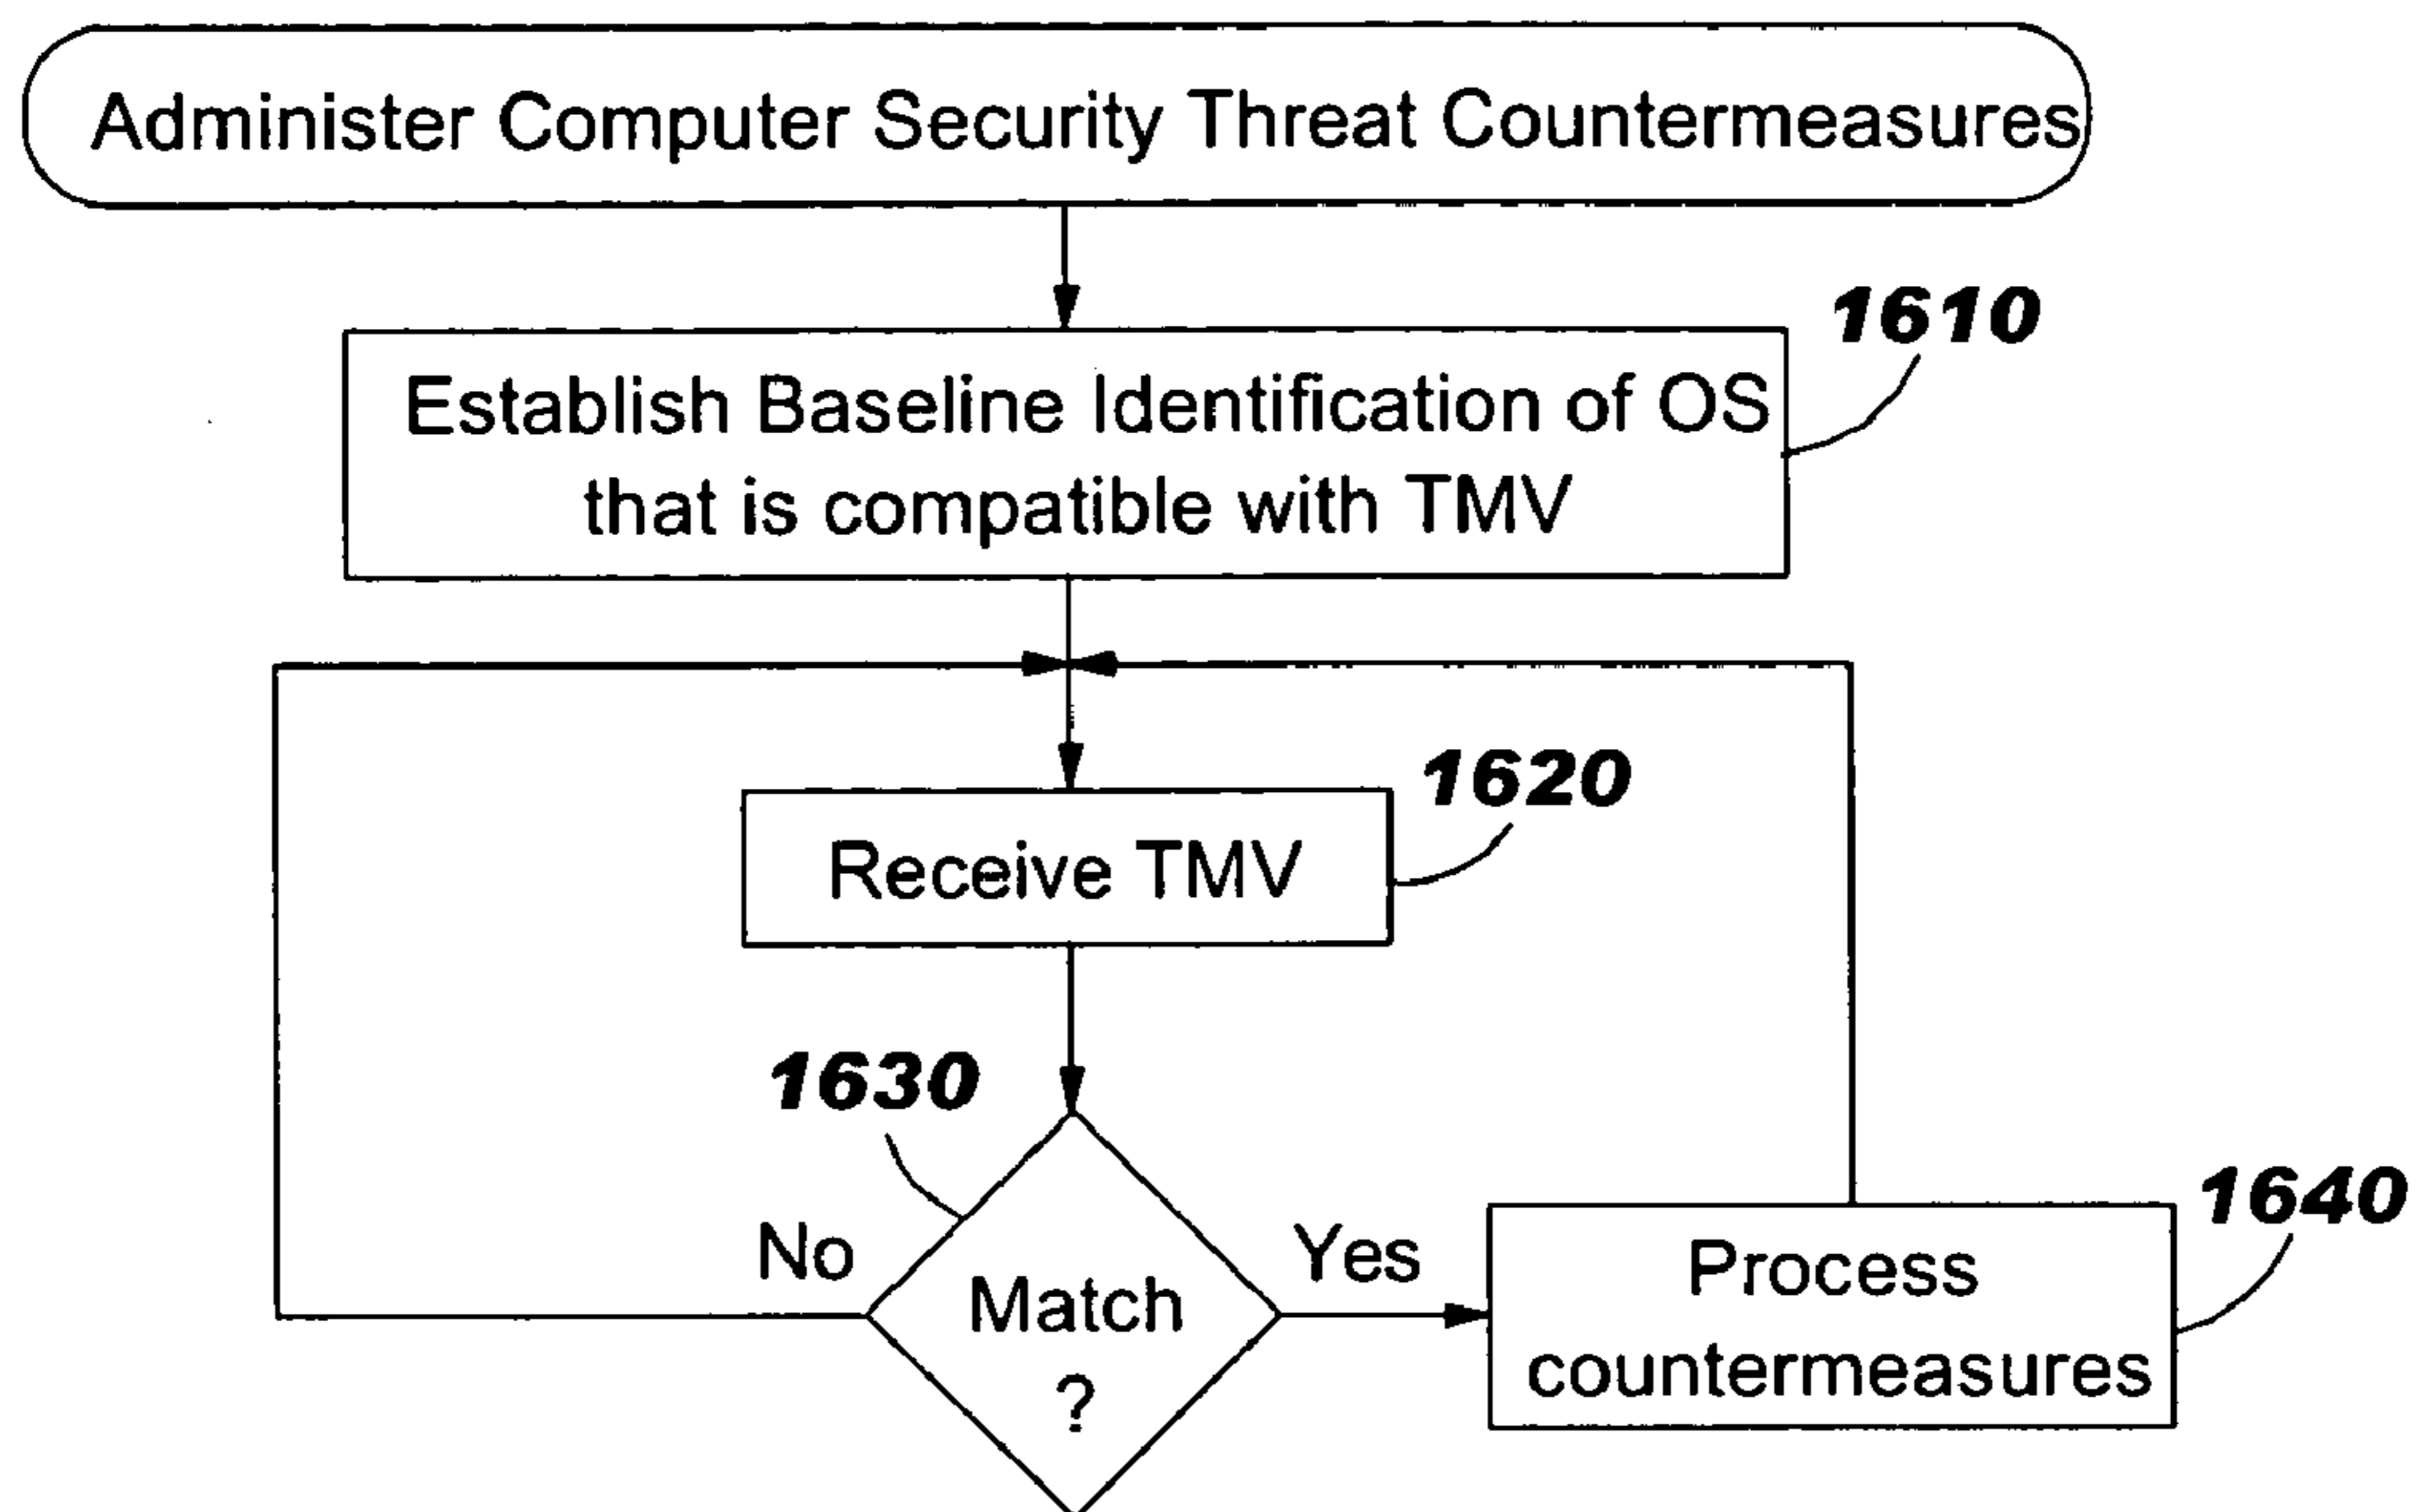 Administer Computer Security Threat Countermeasures
1610
Establish Baseline Identification of OS
that is compatible with TMV
1620
Receive TMV
1630
No
Match
?
Yes
1640
Process
countermeasures